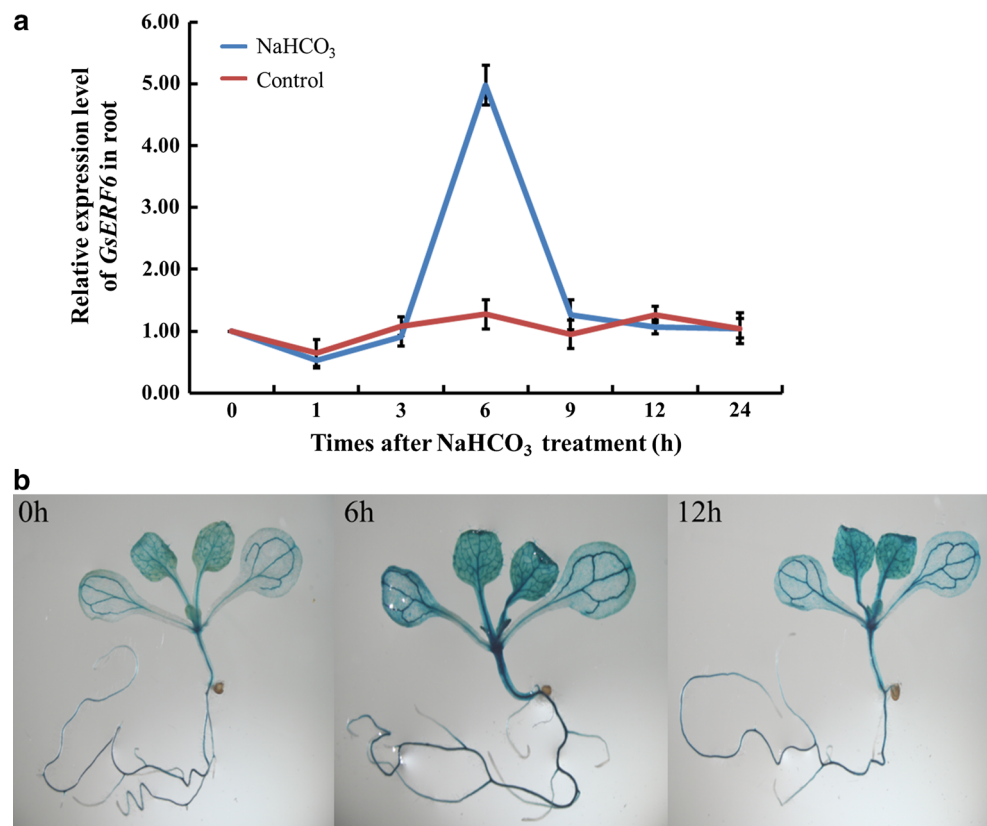 a
6.00
5.00
4.00
3.00
2.00
1.00
0.00
Relative expression level
of GsERF6 in root
NaHCO₃
Control
0 1 3 6 9 12 24
Times after NaHCO₃ treatment (h)
b
0h 6h 12h